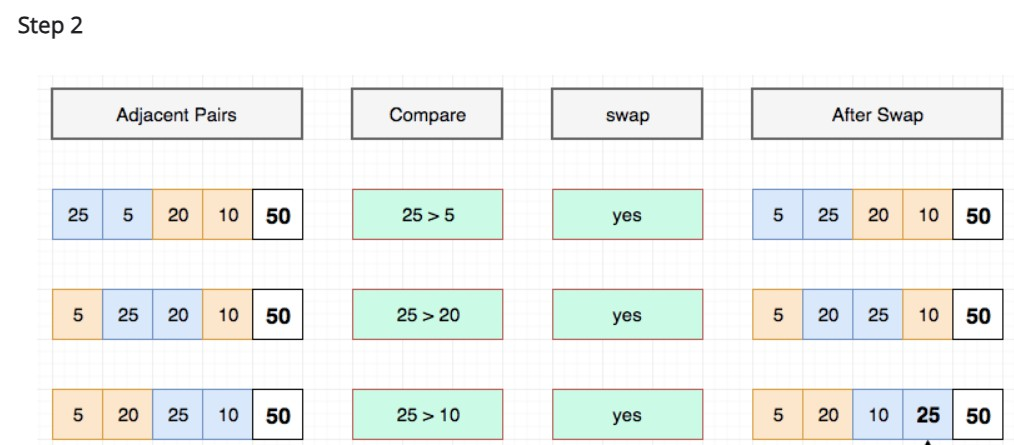 Step 2
Adjacent Pairs Compare swap After Swap
25 5 20 10 50 25 > 5 yes 5 25 20 10 50
5 25 20 10 50 25 > 20 yes 5 20 25 10 50
5 20 25 10 50 25 > 10 yes 5 20 10 25 50